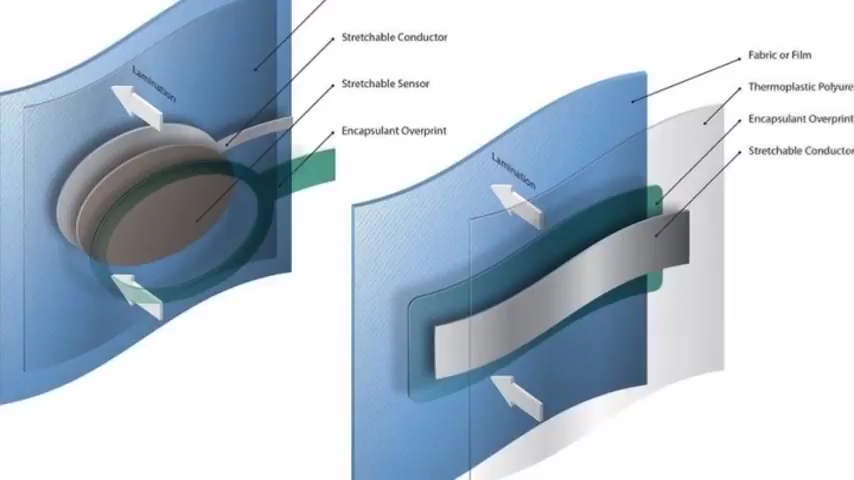 Stretchable Conductor
Lamination
Stretchable Sensor
Encapsulant Overprint
Fabric or Film
Thermoplastic Polyure
Encapsulant Overprint
Stretchable Conductor
Lamination